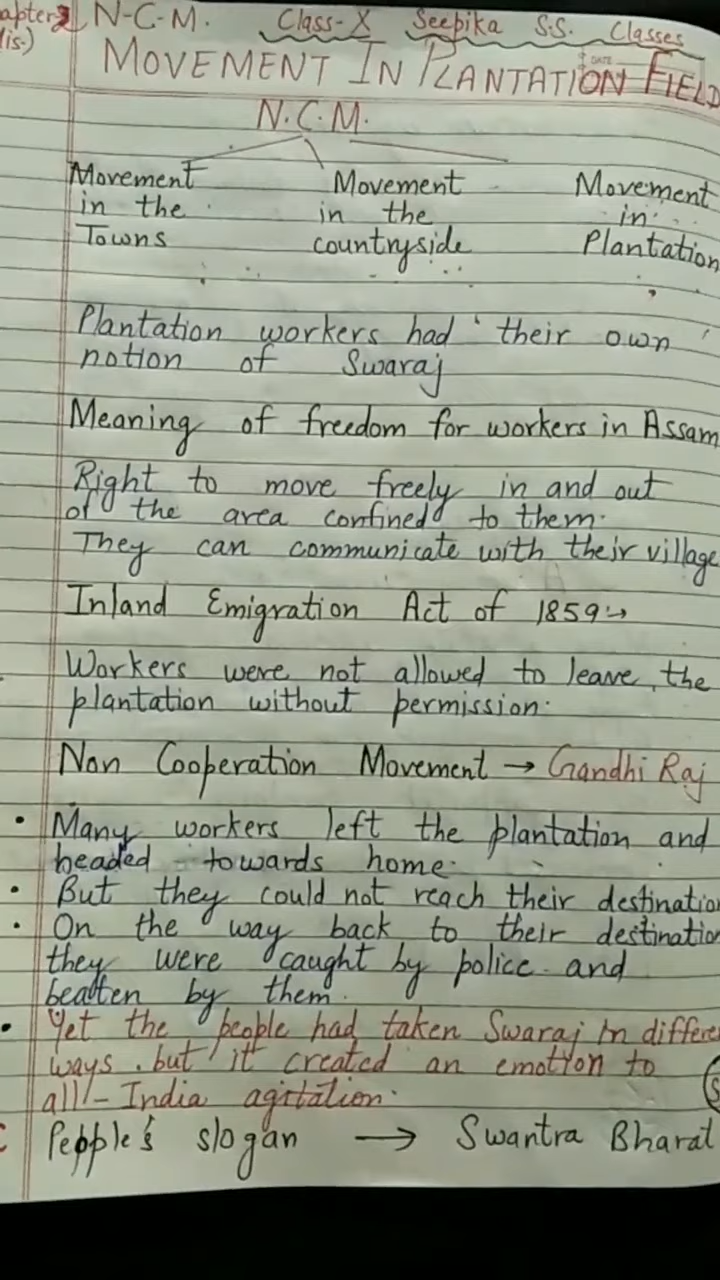 apter 2 N-C-M. Class-X Seepika S.S. Classes
(is.)
DATE
MOVEMENT IN PLANTATION FIELD
N.C.M.
Movement in the Towns
Movement in the countryside
Movement in Plantation
Plantation workers had their own
notion of Swaraj
Meaning of freedom for workers in Assam
Right to move freely in and out
of the area confined to them.
They can communicate with their village
Inland Emigration Act of 1859→
Workers were not allowed to leave the
plantation without permission.
Non Cooperation Movement → Gandhi Raj
• Many workers left the plantation and
headed towards home.
• But they could not reach their destination
• On the way back to their destination
they were caught by police and
beatten by them.
• Yet the people had taken Swaraj in differe
ways. but it created an emotion to
all - India agitation.
People's slogan → Swantra Bharat